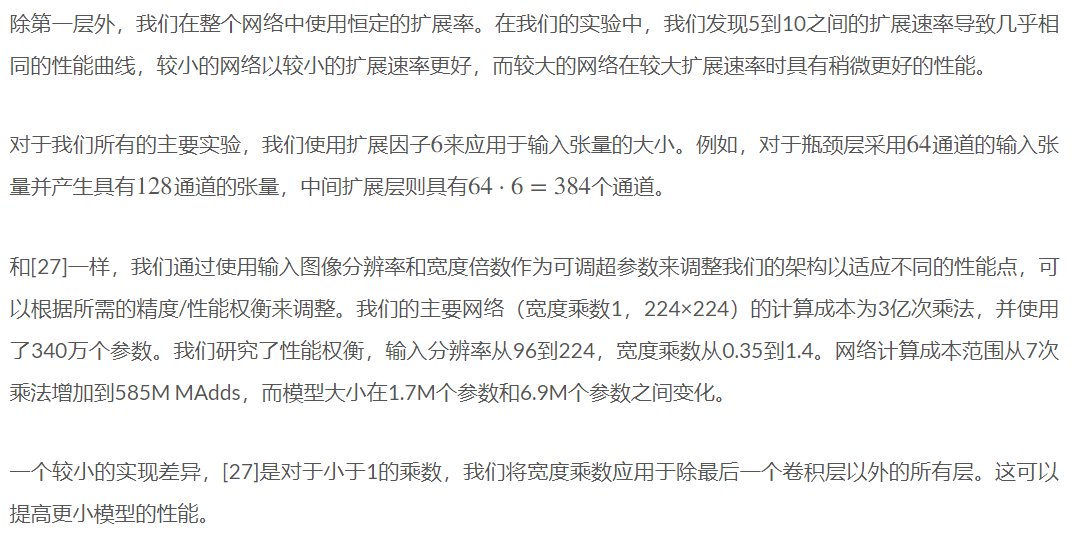 除第一层外，我们在整个网络中使用恒定的扩展率。在我们的实验中，我们发现5到10之间的扩展速率导致几乎相
同的性能曲线，较小的网络以较小的扩展速率更好，而较大的网络在较大扩展速率时具有稍微更好的性能。
对于我们所有的主要实验，我们使用扩展因子6来应用于输入张量的大小。例如，对于瓶颈层采用64通道的输入张
量并产生具有128通道的张量，中间扩展层则具有64 · 6 = 384个通道。
和[27]一样，我们通过使用输入图像分辨率和宽度倍数作为可调超参数来调整我们的架构以适应不同的性能点，可
以根据所需的精度/性能权衡来调整。我们的主要网络（宽度乘数1，224×224）的计算成本为3亿次乘法，并使用
了340万个参数。我们研究了性能权衡，输入分辨率从96到224，宽度乘数从0.35到1.4。网络计算成本范围从7次
乘法增加到585M MAdds，而模型大小在1.7M个参数和6.9M个参数之间变化。
一个较小的实现差异，[27]是对于小于1的乘数，我们将宽度乘数应用于除最后一个卷积层以外的所有层。这可以
提高更小模型的性能。